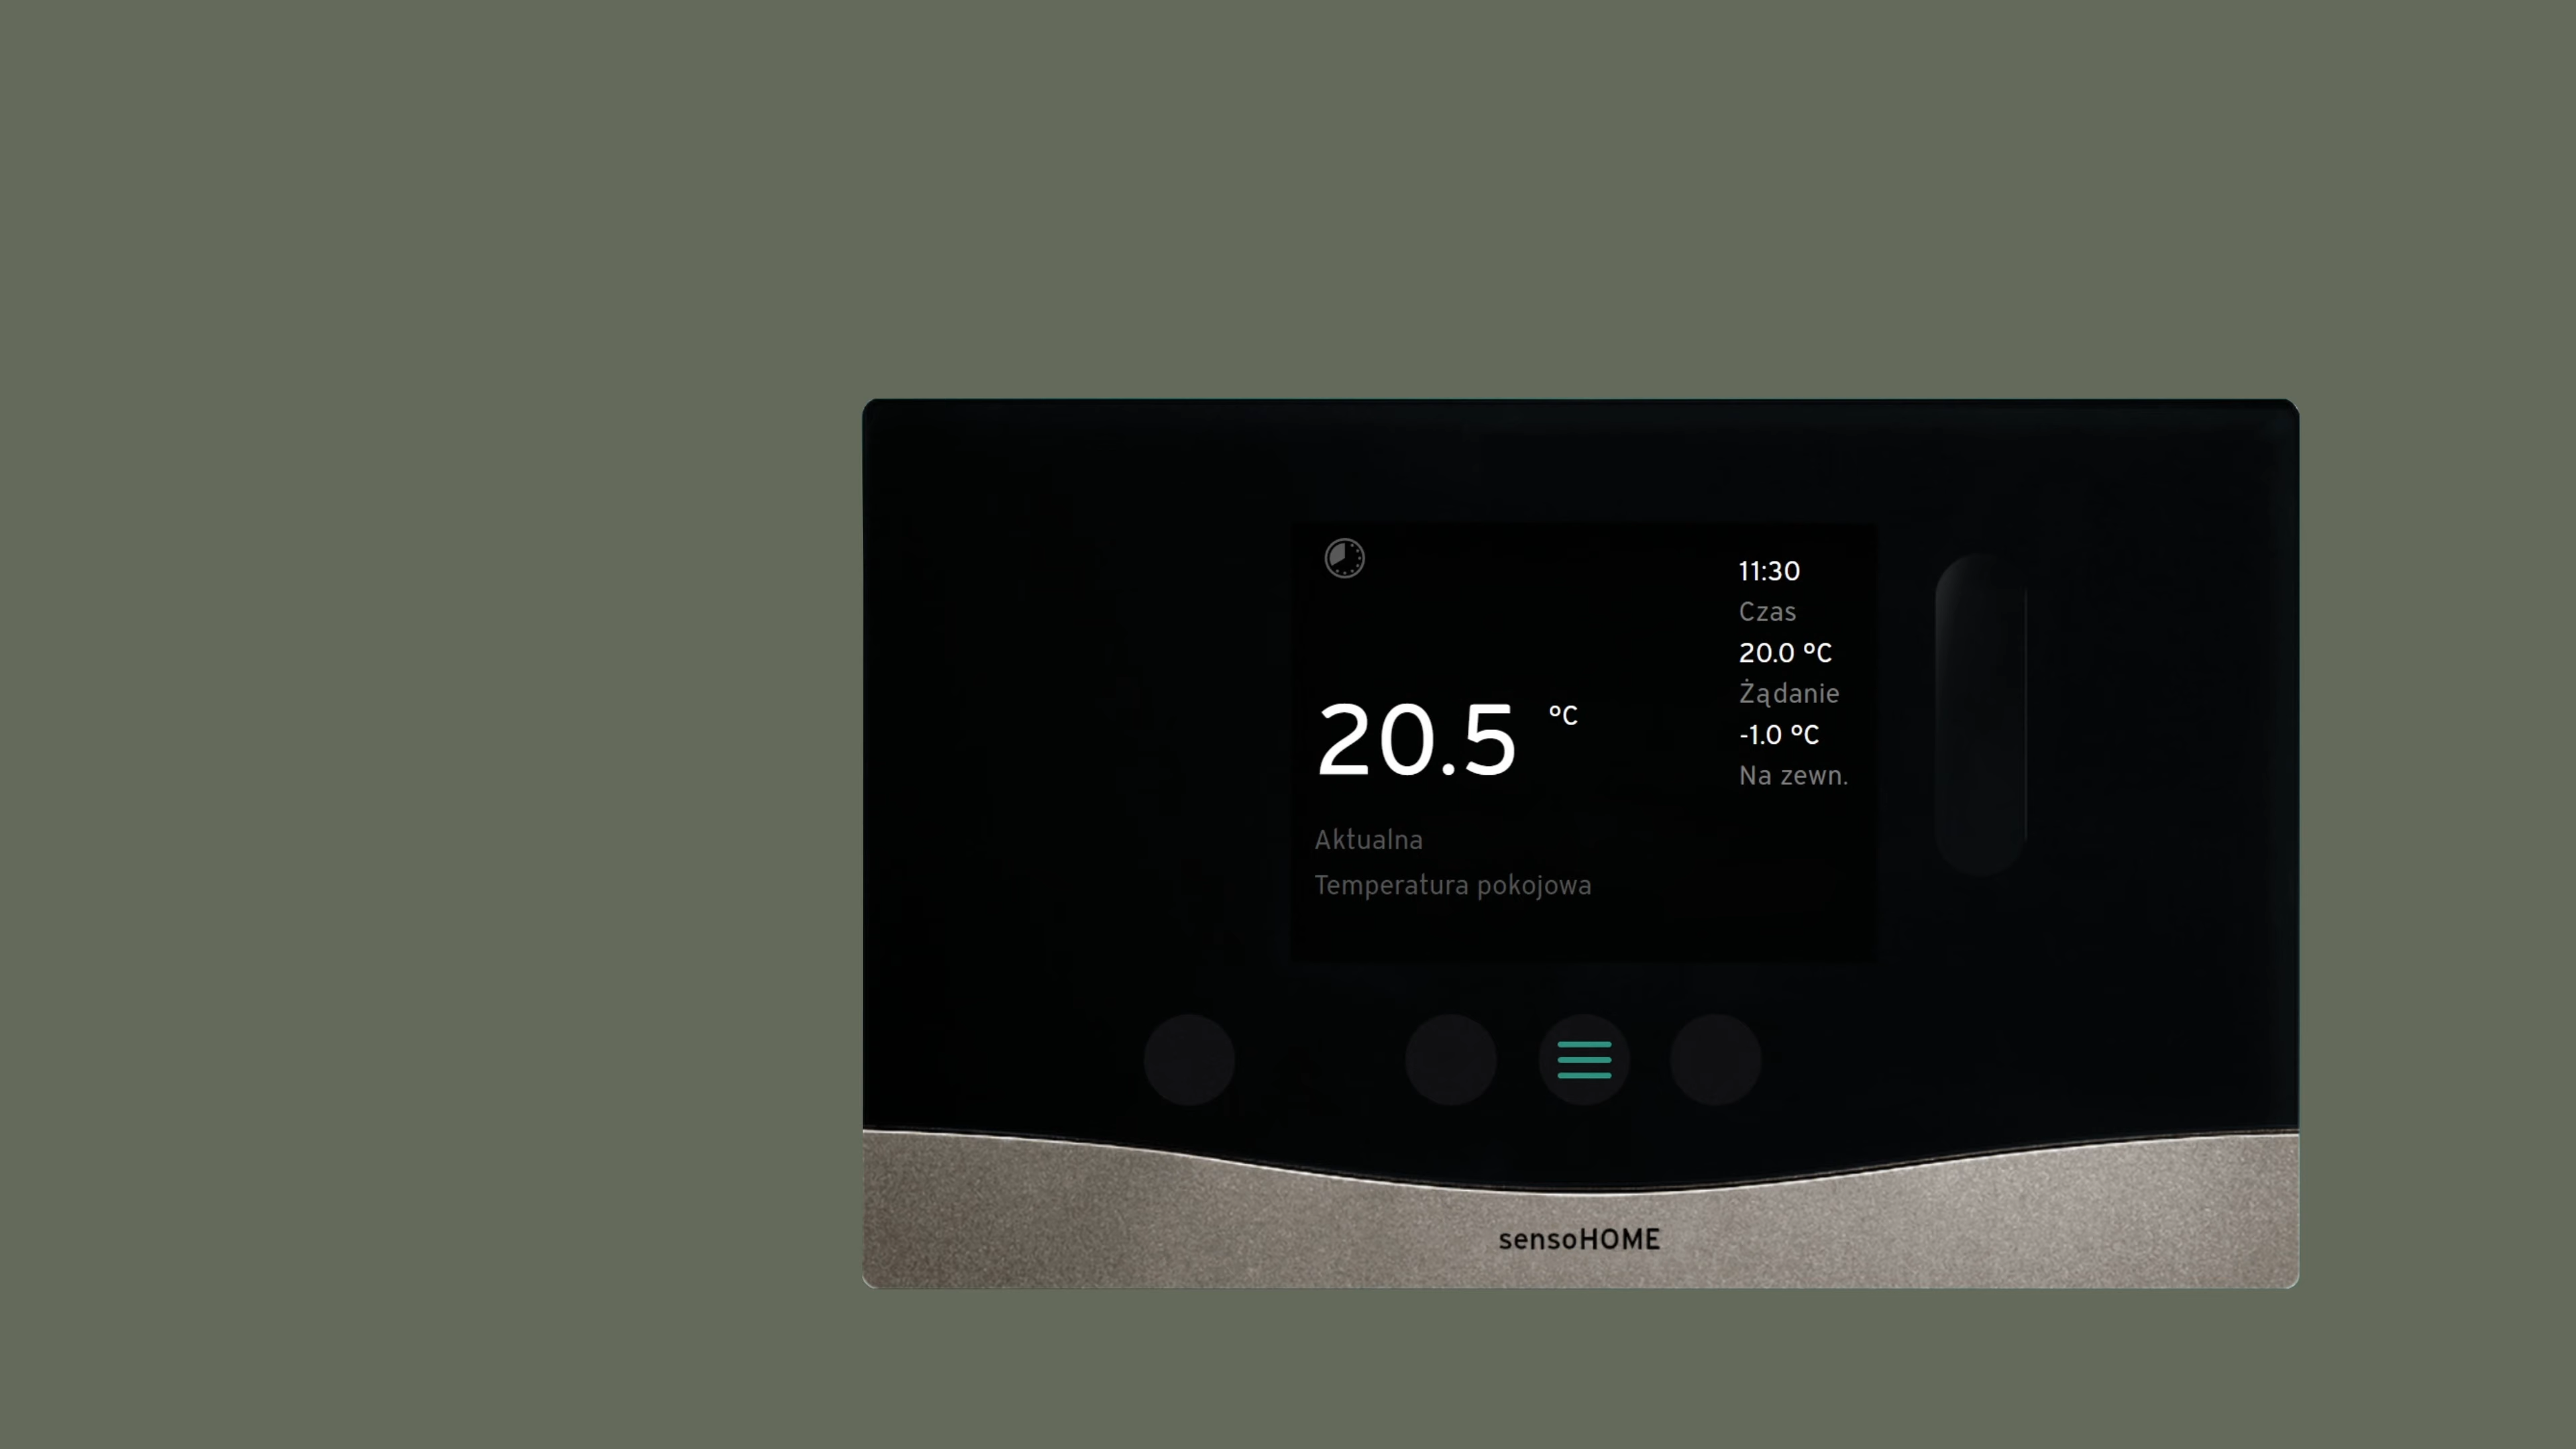 11:30
Czas
20.0 °C
Żądanie
-1.0 °C
Na zewn.
20.5 °C
Aktualna
Temperatura pokojowa
sensoHOME